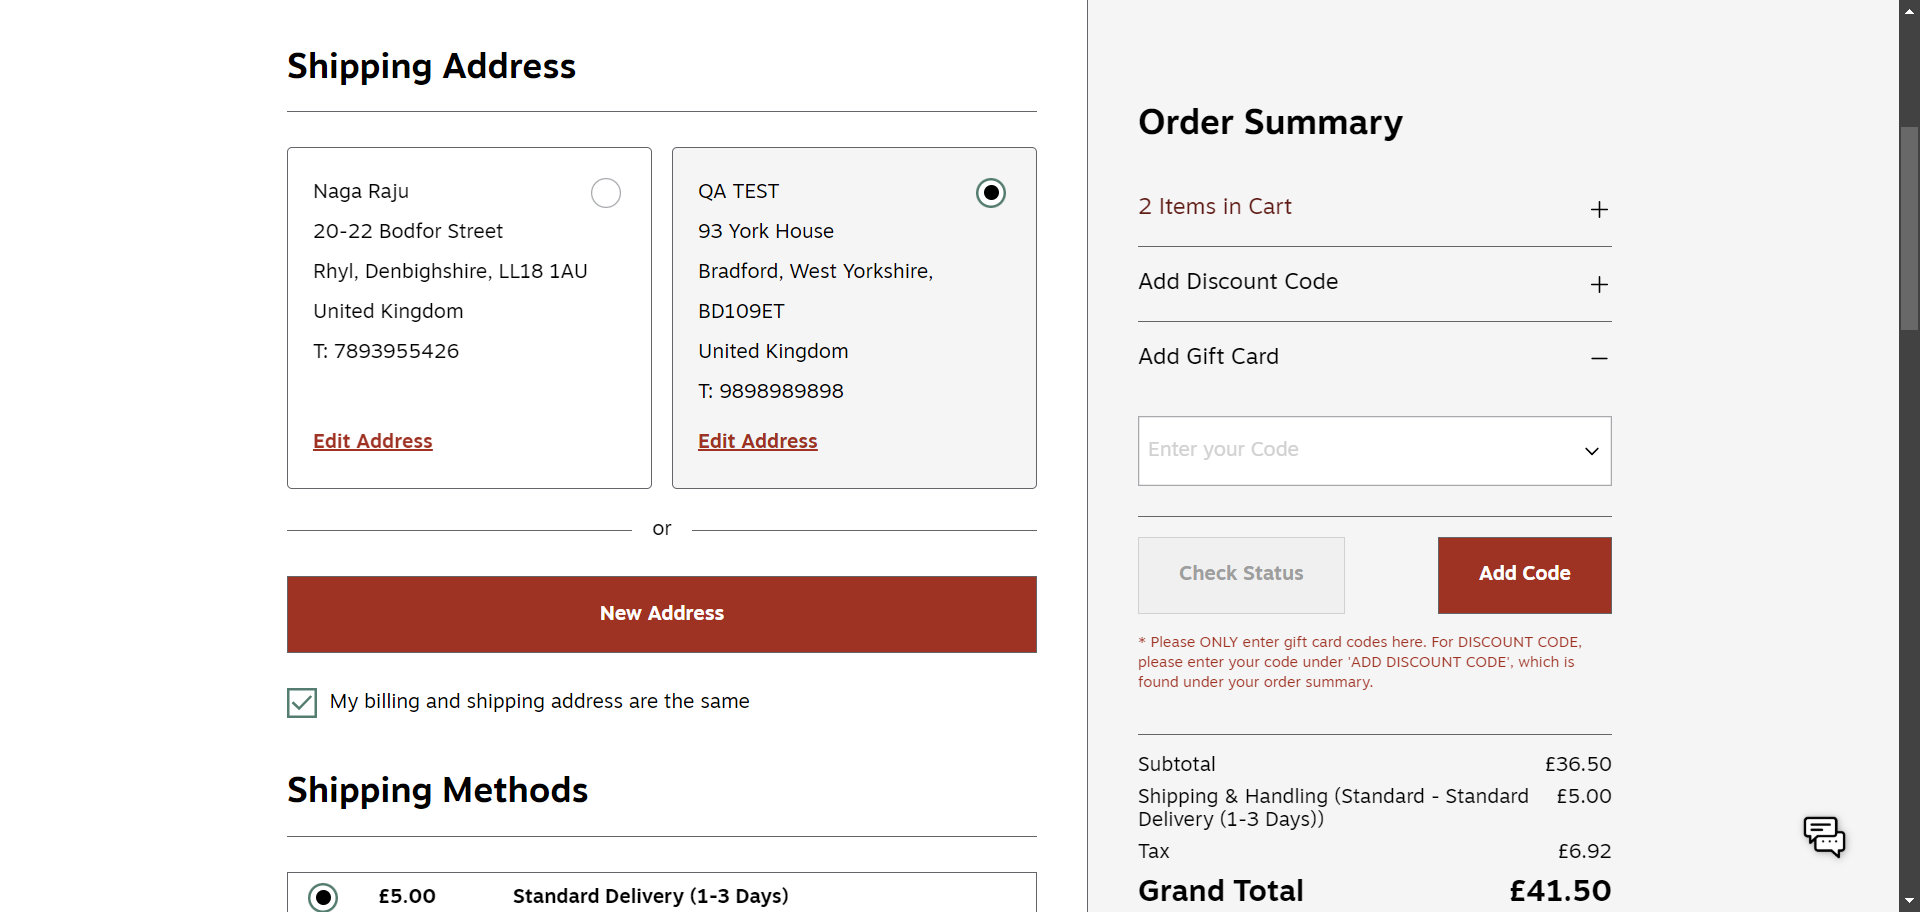 Shipping Address
Naga Raju
20-22 Bodfor Street
Rhyl, Denbighshire, LL18 1AU
United Kingdom
T: 7893955426
Edit Address
QA TEST
93 York House
Bradford, West Yorkshire,
BD109ET
United Kingdom
T: 9898989898
Edit Address
or
New Address
My billing and shipping address are the same
Shipping Methods
£5.00 Standard Delivery (1-3 Days)
Order Summary
2 Items in Cart
Add Discount Code
Add Gift Card
Enter your Code
Check Status
Add Code
* Please ONLY enter gift card codes here. For DISCOUNT CODE,
please enter your code under 'ADD DISCOUNT CODE', which is
found under your order summary.
Subtotal £36.50
Shipping & Handling (Standard - Standard £5.00
Delivery (1-3 Days))
Tax £6.92
Grand Total £41.50